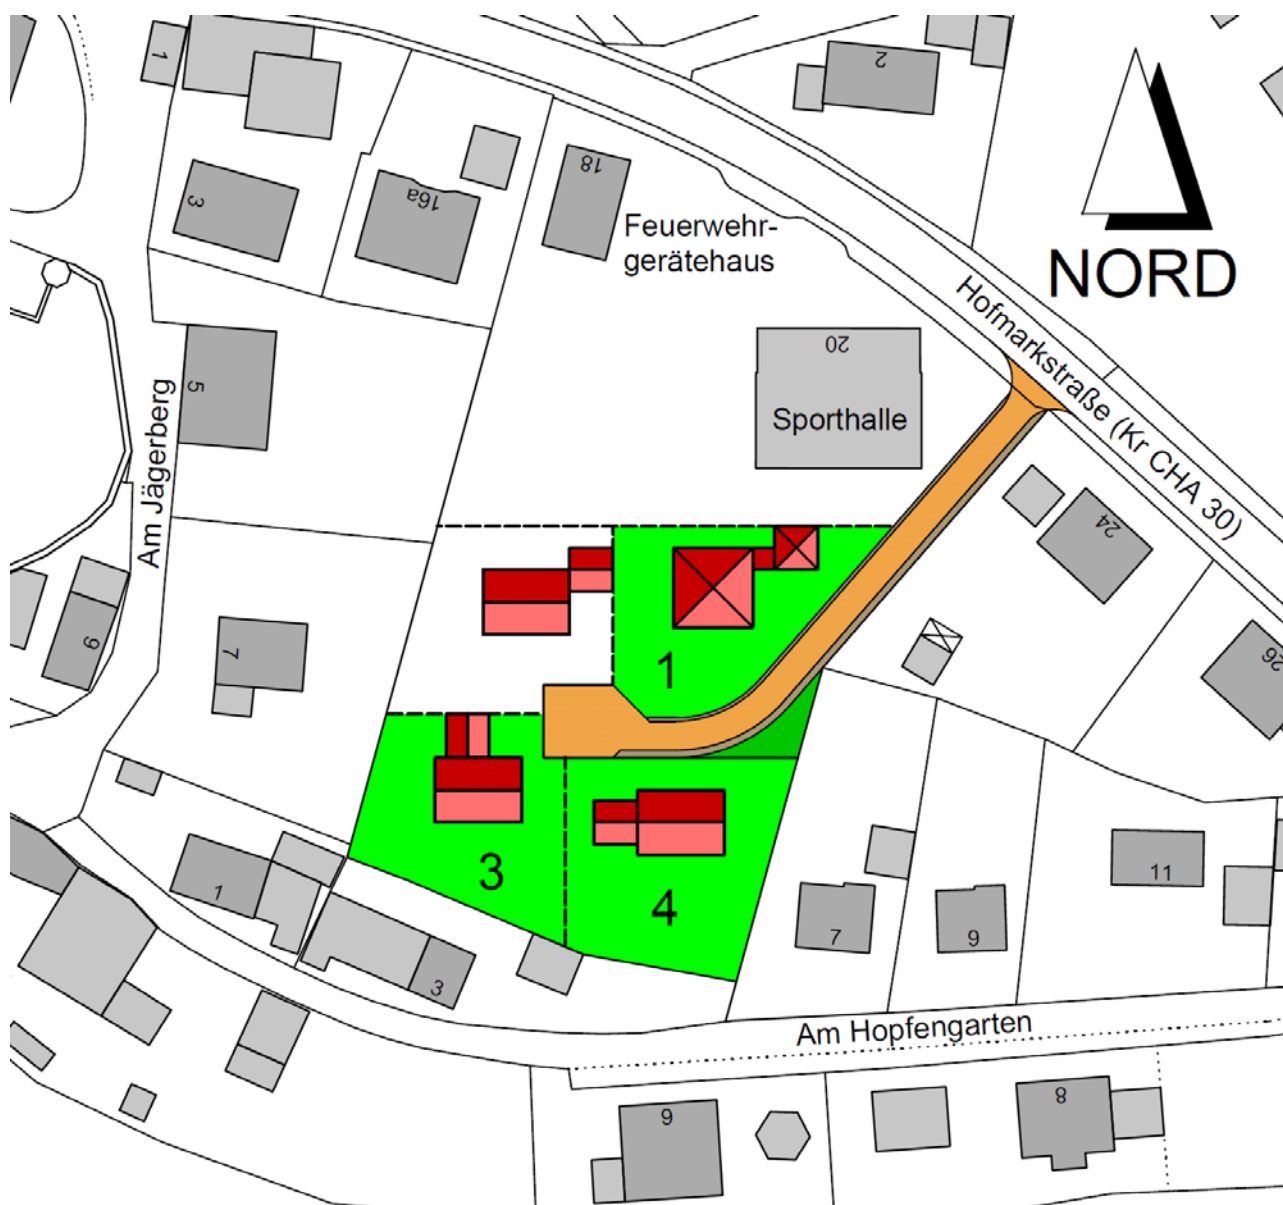 1
2
3
16a
18
Feuerwehr-
gerätehaus
NORD
Hofmarkstraße (Kr CHA 30)
20
Sporthalle
5
Am Jägerberg
24
9
7
1
26
3
4
11
1
7
9
3
Am Hopfengarten
6
8